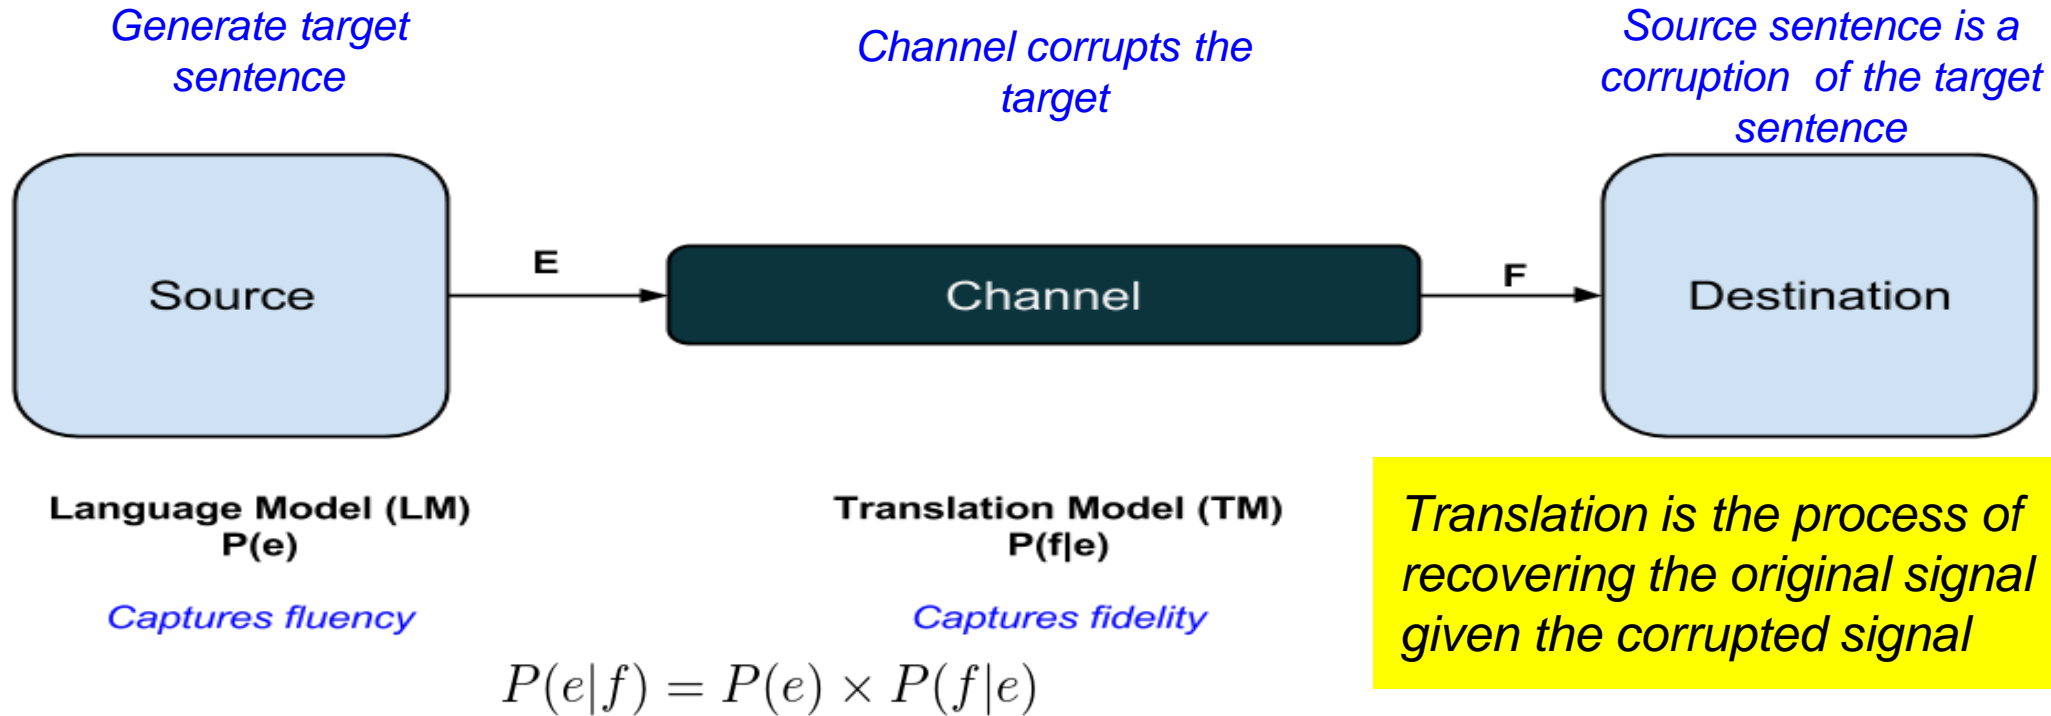 Generate target
sentence
Channel corrupts the
target
Source sentence is a
corruption of the target
sentence
Source
E
Channel
F
Destination
Language Model (LM)
P(e)
Captures fluency
Translation Model (TM)
P(f|e)
Captures fidelity
Translation is the process of
recovering the original signal
given the corrupted signal
P(e|f) = P(e) × P(f|e)